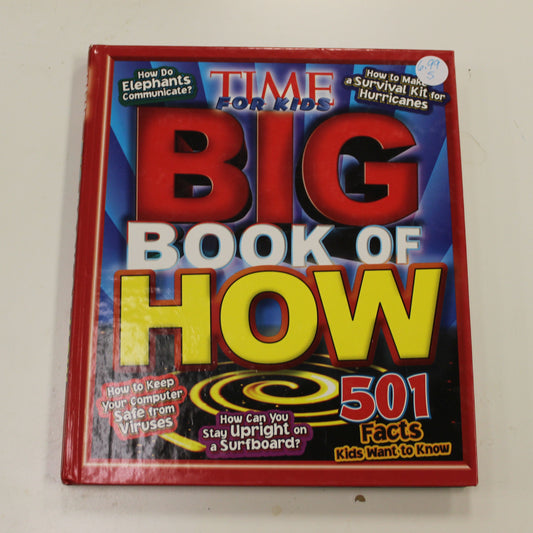 How Do
Elephants
Communicate?
TIME
FOR KIDS
How to Make
a Survival Kit for
Hurricanes
BIG
BOOK OF
HOW
How to Keep
Your Computer
Safe from
Viruses
How Can You
Stay Upright on
a Surfboard?
501
Facts
Kids Want to Know